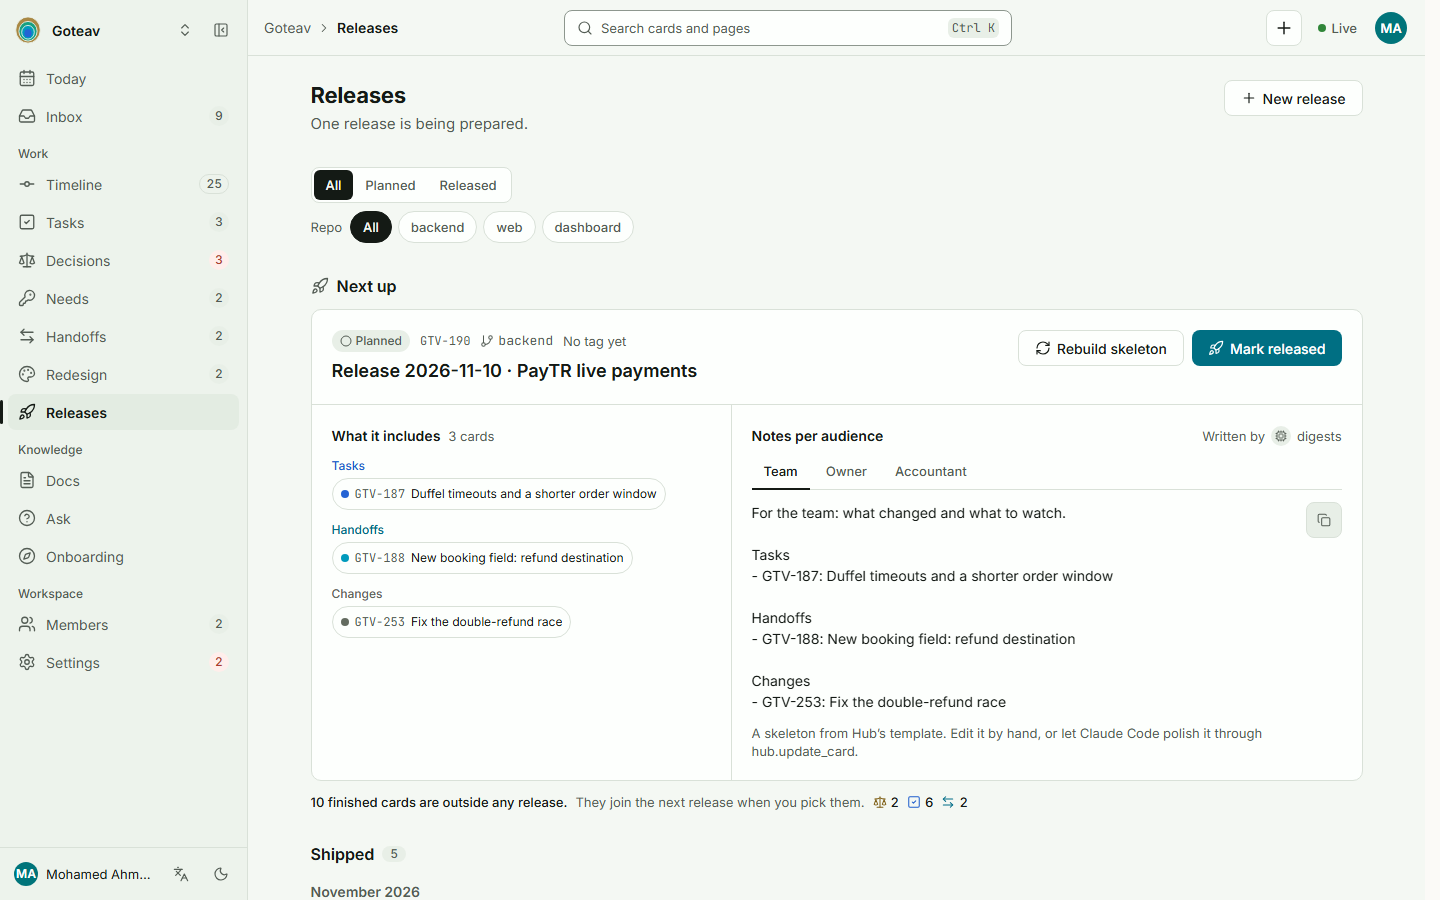 Goteav
Today
Inbox 9
Work
Timeline 25
Tasks 3
Decisions 3
Needs 2
Handoffs 2
Redesign 2
Releases
Knowledge
Docs
Ask
Onboarding
Workspace
Members 2
Settings 2
MA Mohamed Ahm...
Goteav > Releases
Search cards and pages Ctrl K
Live
MA
Releases
One release is being prepared.
New release
All Planned Released
Repo All backend web dashboard
Next up
Planned GTV-190 backend No tag yet
Release 2026-11-10 · PayTR live payments
Rebuild skeleton
Mark released
What it includes 3 cards
Tasks
GTV-187 Duffel timeouts and a shorter order window
Handoffs
GTV-188 New booking field: refund destination
Changes
GTV-253 Fix the double-refund race
Notes per audience
Written by digests
Team Owner Accountant
For the team: what changed and what to watch.
Tasks
- GTV-187: Duffel timeouts and a shorter order window
Handoffs
- GTV-188: New booking field: refund destination
Changes
- GTV-253: Fix the double-refund race
A skeleton from Hub's template. Edit it by hand, or let Claude Code polish it through
hub.update_card.
10 finished cards are outside any release. They join the next release when you pick them. 2 6 2
Shipped 5
November 2026